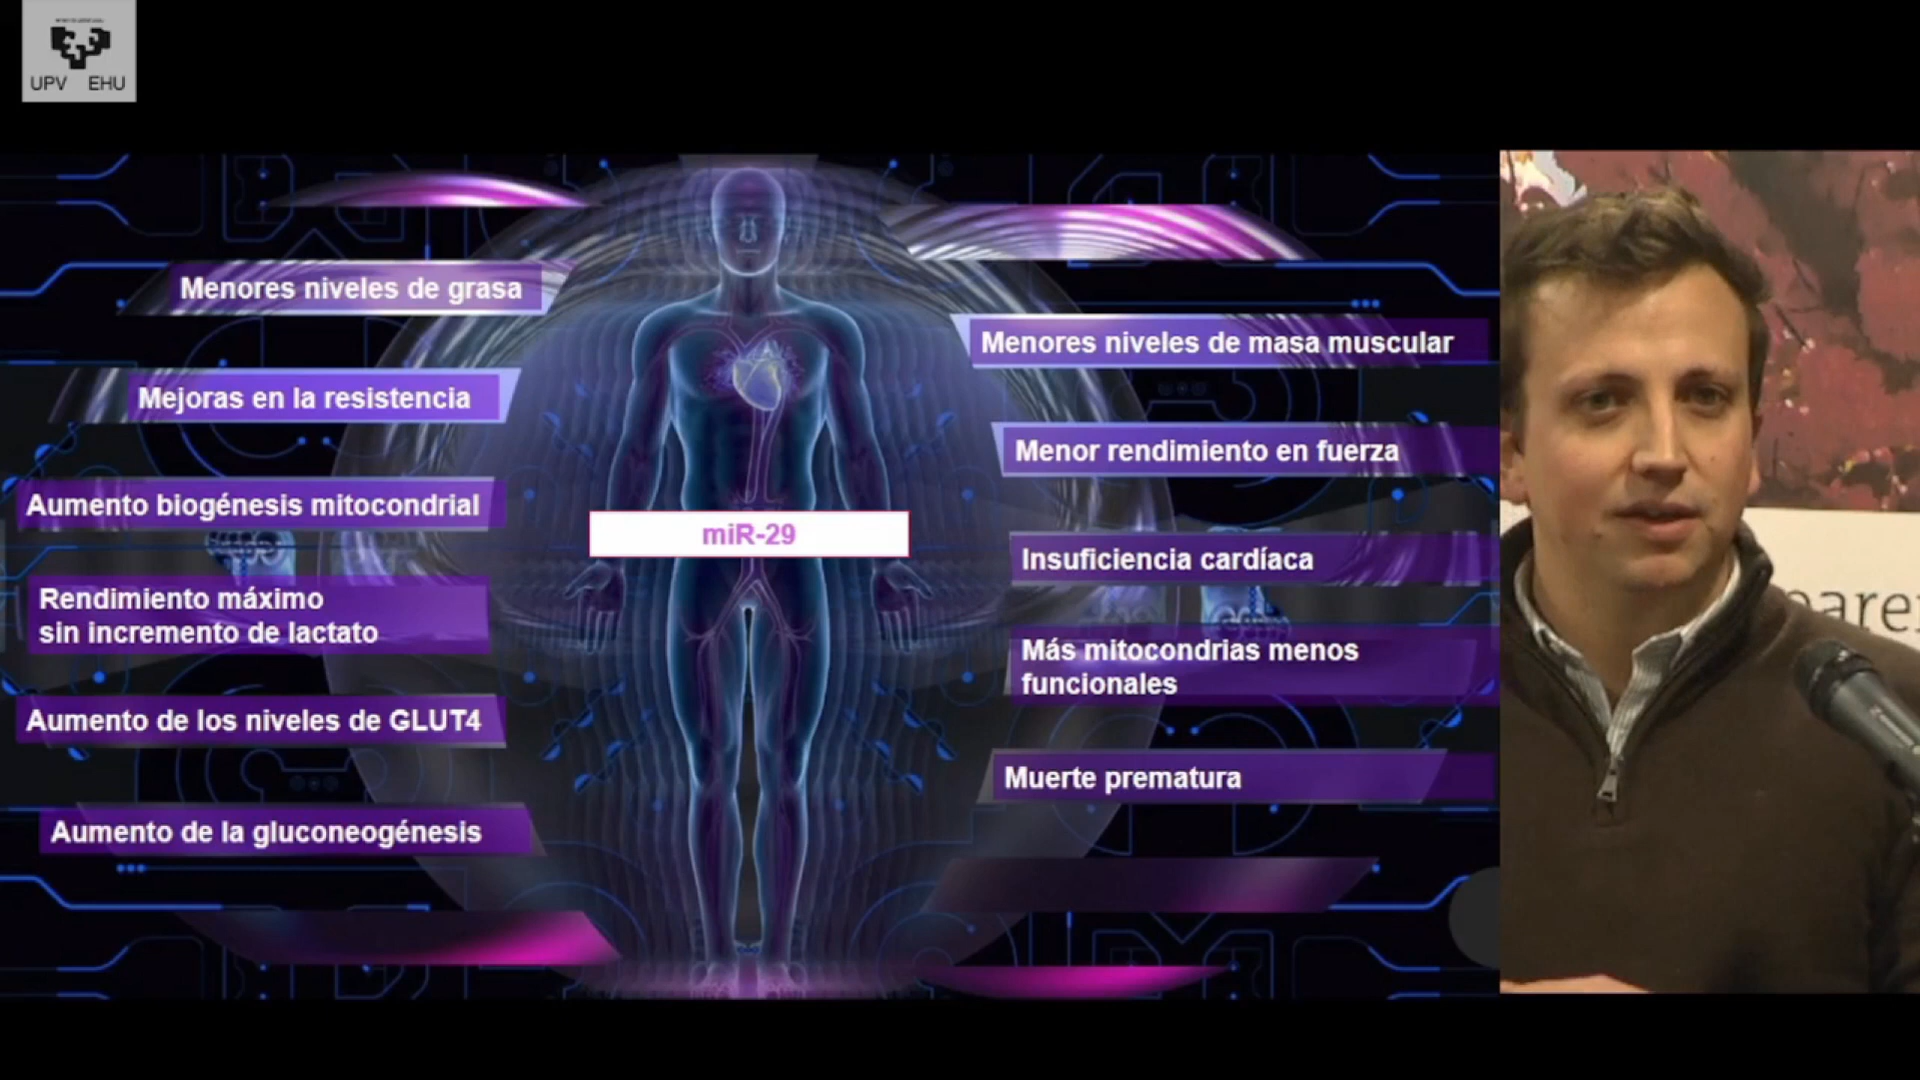 UPV EHU
Menores niveles de grasa
Mejoras en la resistencia
Aumento biogénesis mitocondrial
Rendimiento máximo
sin incremento de lactato
Aumento de los niveles de GLUT4
Aumento de la gluconeogénesis
miR-29
Menores niveles de masa muscular
Menor rendimiento en fuerza
Insuficiencia cardíaca
Más mitocondrias menos
funcionales
Muerte prematura